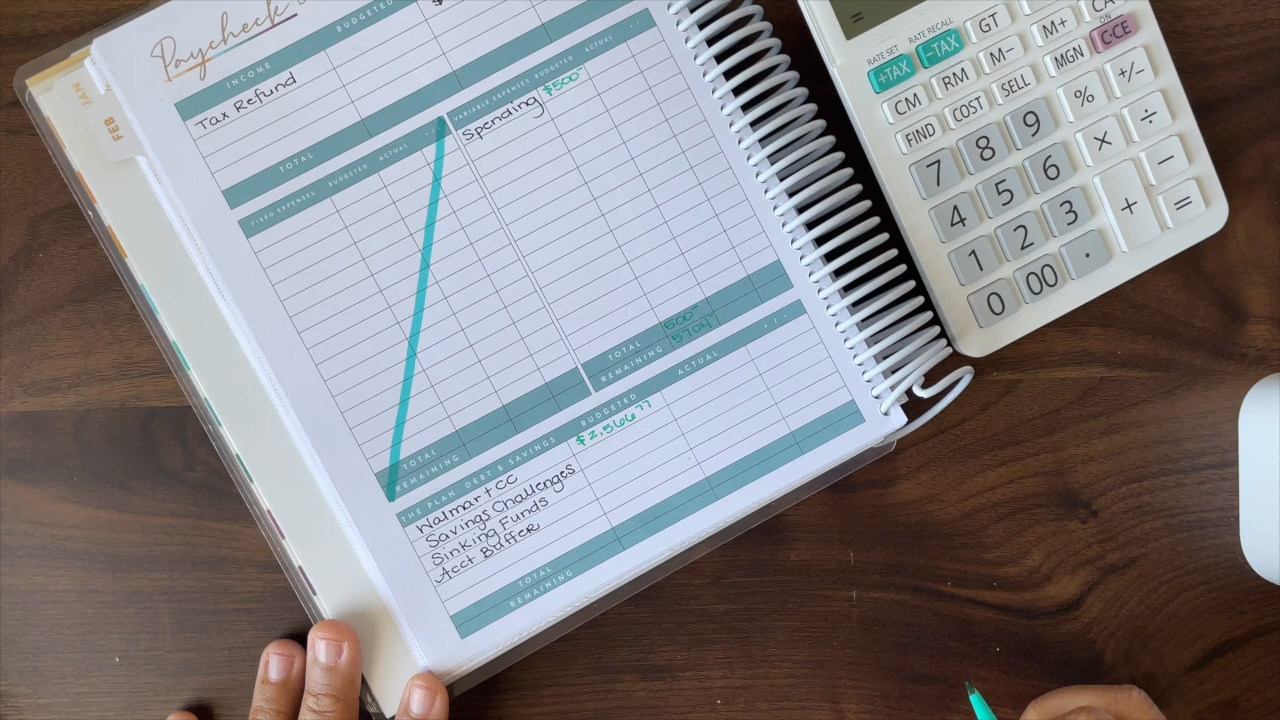 Paycheck
INCOME BUDGETED
Tax Refund
TOTAL
FIXED EXPENSES BUDGETED ACTUAL +/-
TOTAL
REMAINING
VARIABLE EXPENSES BUDGETED ACTUAL +/-
Spending $500
TOTAL 500
REMAINING 5704
THE PLAN: DEBT & SAVINGS BUDGETED ACTUAL +/-
Walmart CC $2,566 77
Savings Challenges
Sinking Funds
Acct Buffer
TOTAL
REMAINING
JAN
FEB
RATE SET RATE RECALL
+TAX -TAX GT
CM RM M- M+ ON C·CE
FIND COST SELL MGN
7 8 9 % +/-
4 5 6 × ÷
1 2 3 + −
0 00 . =